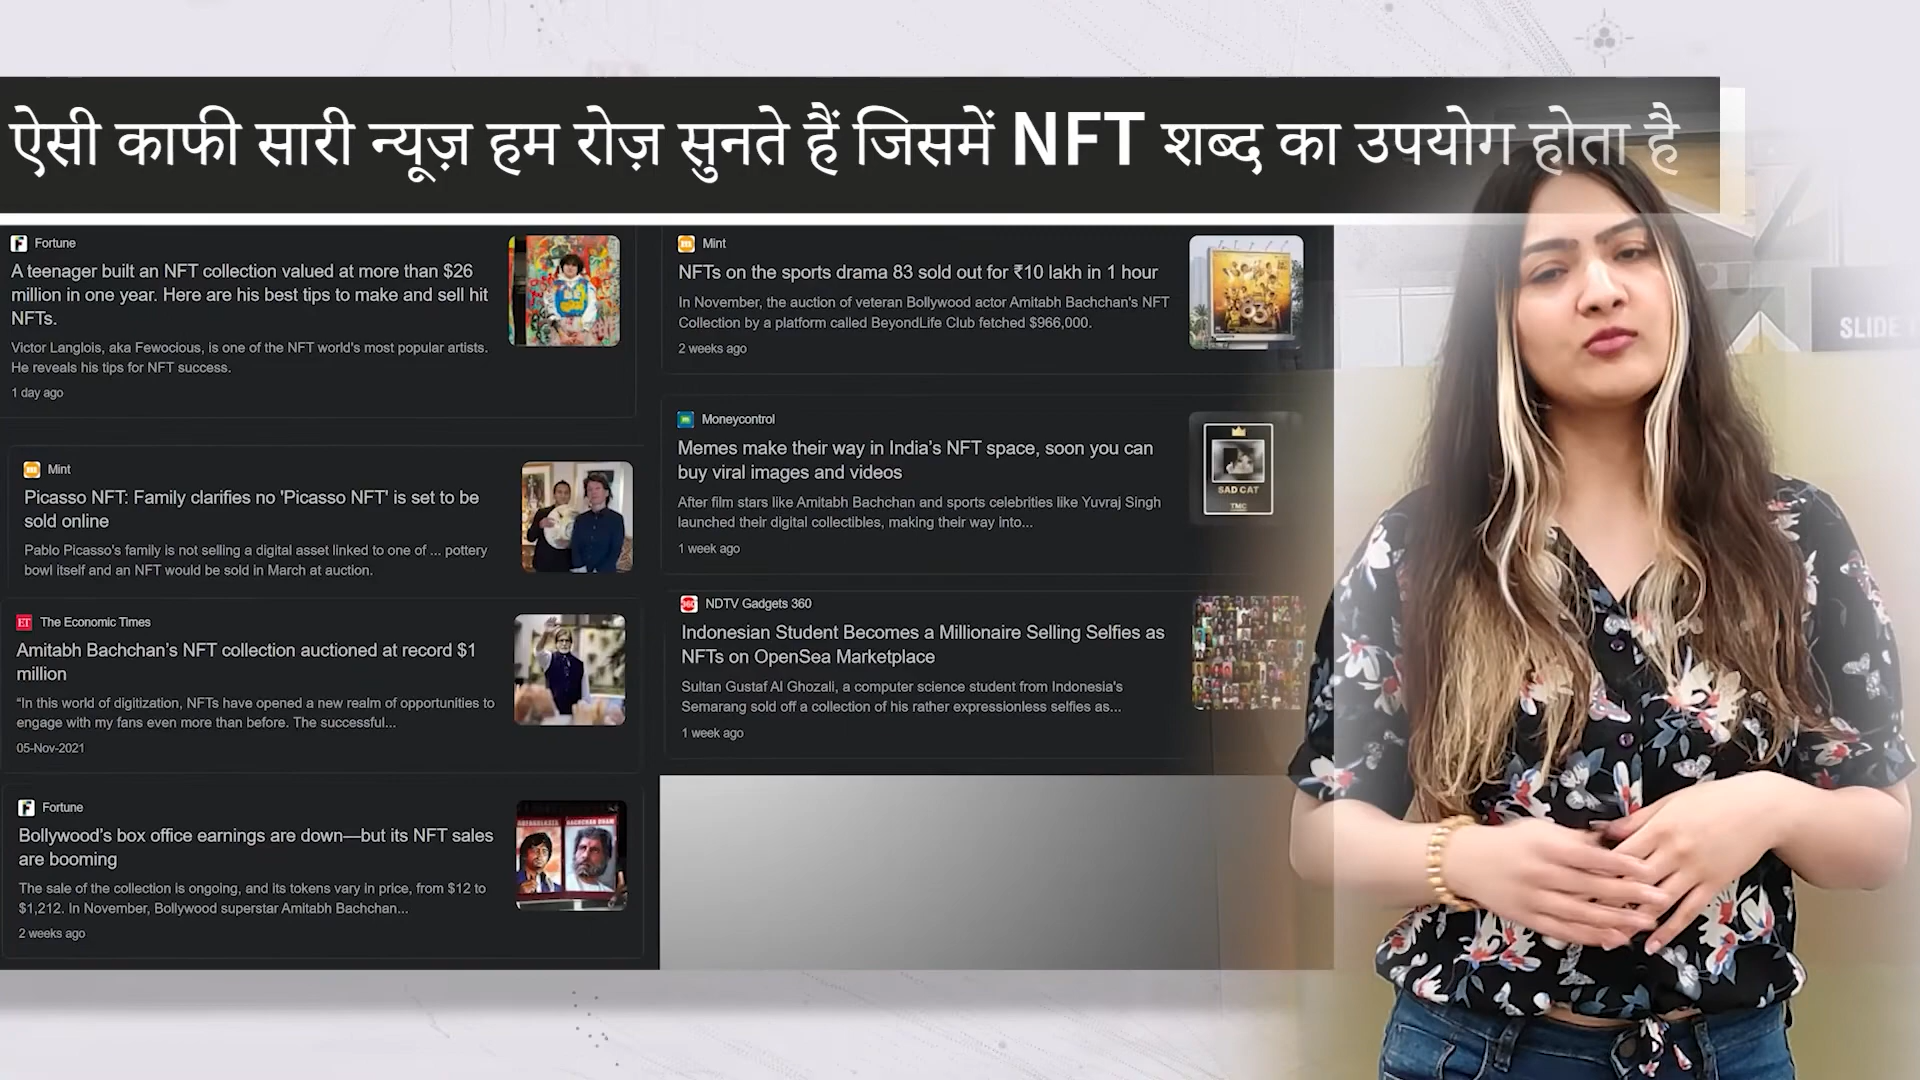 ऐसी काफी सारी न्यूज़ हम रोज़ सुनते हैं जिसमें NFT शब्द का उपयोग होता है
Fortune
A teenager built an NFT collection valued at more than $26
million in one year. Here are his best tips to make and sell hit
NFTs.
Victor Langlois, aka Fewocious, is one of the NFT world's most popular artists.
He reveals his tips for NFT success.
1 day ago
Mint
Picasso NFT: Family clarifies no 'Picasso NFT' is set to be
sold online
Pablo Picasso's family is not selling a digital asset linked to one of ... pottery
bowl itself and an NFT would be sold in March at auction.
ET The Economic Times
Amitabh Bachchan’s NFT collection auctioned at record $1
million
“In this world of digitization, NFTs have opened a new realm of opportunities to
engage with my fans even more than before. The successful...
05-Nov-2021
Fortune
Bollywood’s box office earnings are down—but its NFT sales
are booming
The sale of the collection is ongoing, and its tokens vary in price, from $12 to
$1,212. In November, Bollywood superstar Amitabh Bachchan...
2 weeks ago
Mint
NFTs on the sports drama 83 sold out for ₹10 lakh in 1 hour
In November, the auction of veteran Bollywood actor Amitabh Bachchan's NFT
Collection by a platform called BeyondLife Club fetched $966,000.
2 weeks ago
Moneycontrol
Memes make their way in India’s NFT space, soon you can
buy viral images and videos
After film stars like Amitabh Bachchan and sports celebrities like Yuvraj Singh
launched their digital collectibles, making their way into...
1 week ago
SAD CAT
TMC
NDTV Gadgets 360
Indonesian Student Becomes a Millionaire Selling Selfies as
NFTs on OpenSea Marketplace
Sultan Gustaf Al Ghozali, a computer science student from Indonesia's
Semarang sold off a collection of his rather expressionless selfies as...
1 week ago
SLIDE